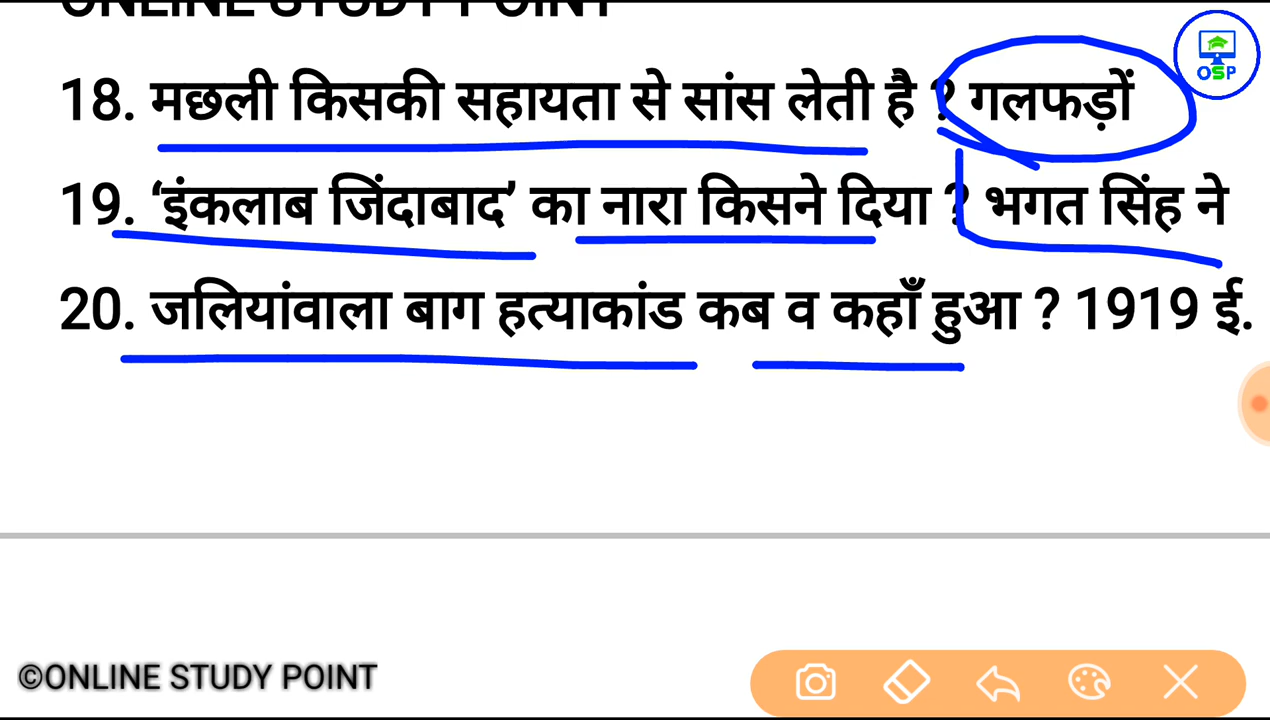 ONLINE STUDY POINT
OSP
18. मछली किसकी सहायता से सांस लेती है ? गलफड़ों
19. ‘इंकलाब जिंदाबाद’ का नारा किसने दिया ? भगत सिंह ने
20. जलियांवाला बाग हत्याकांड कब व कहाँ हुआ ? 1919 ई.
©ONLINE STUDY POINT